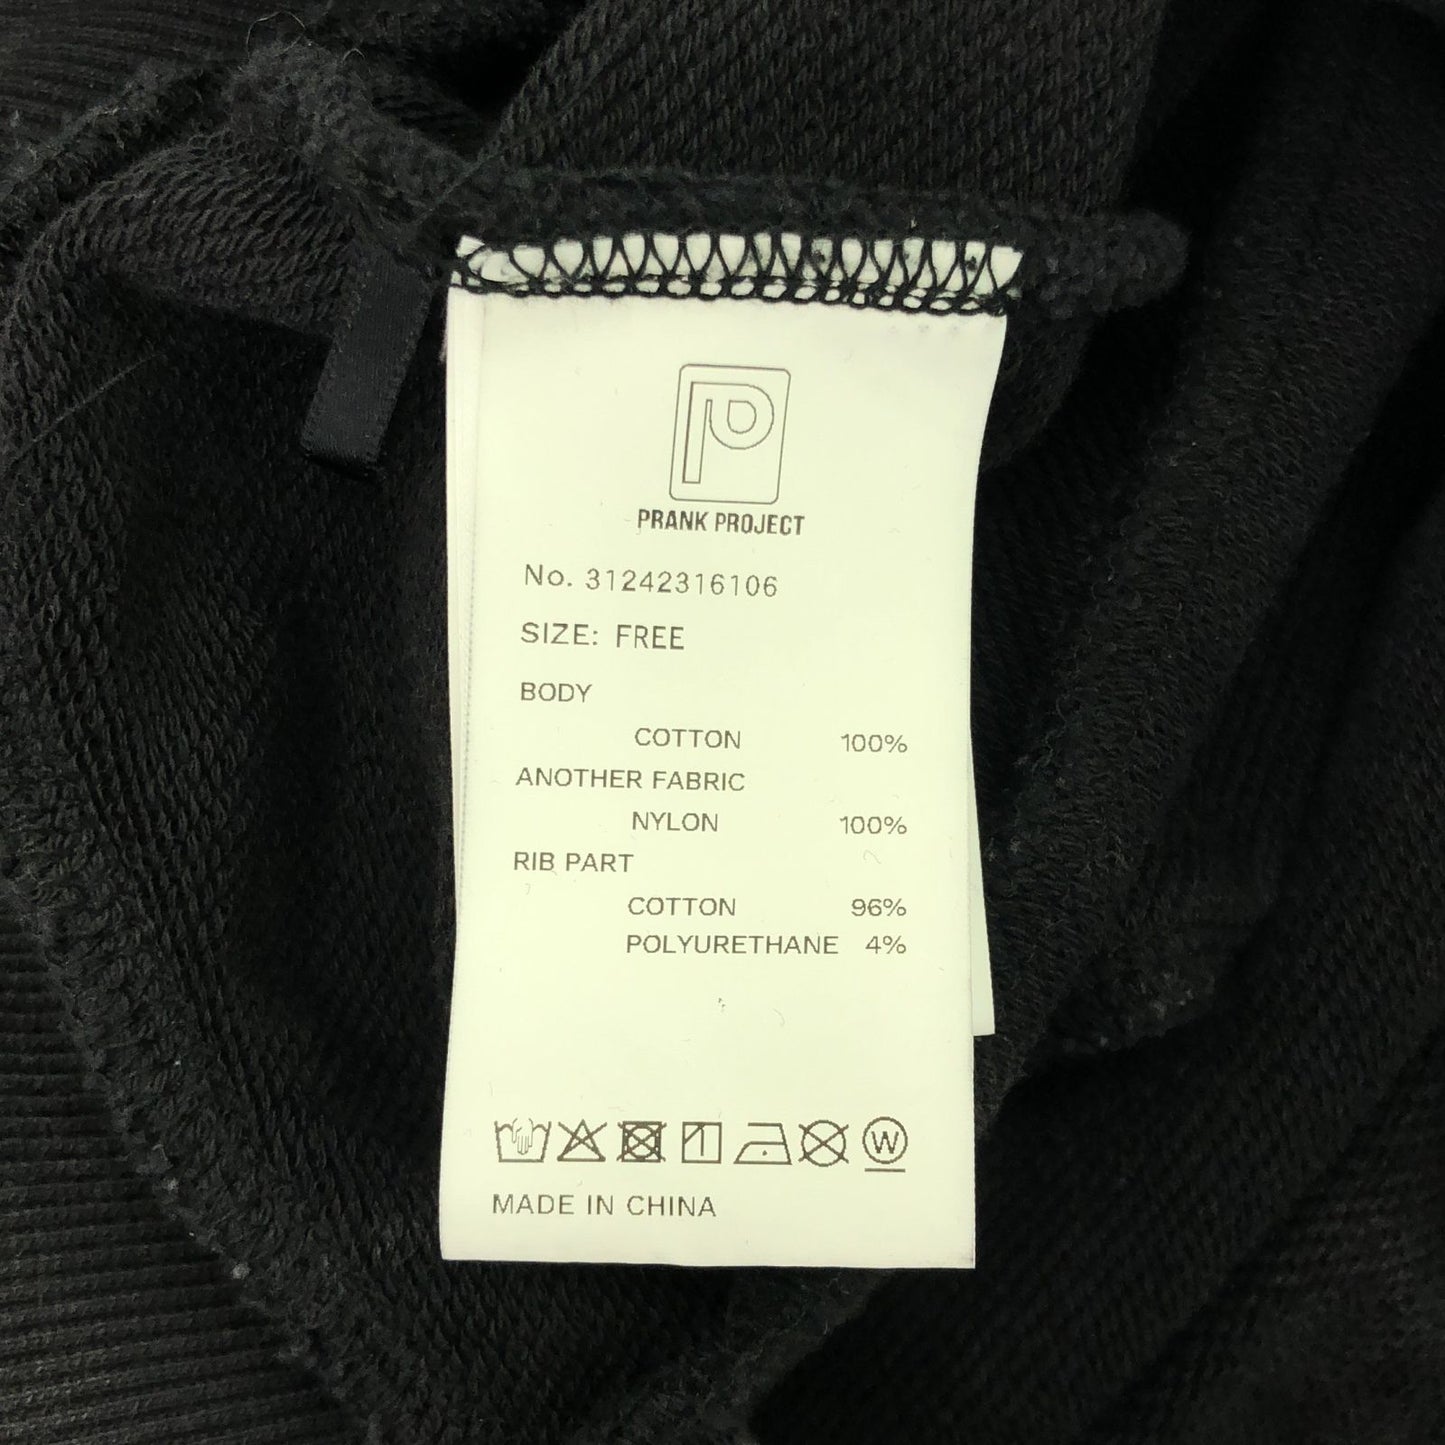 P
PRANK PROJECT
No. 31242316106
SIZE: FREE
BODY
COTTON 100%
ANOTHER FABRIC
NYLON 100%
RIB PART
COTTON 96%
POLYURETHANE 4%
W
MADE IN CHINA